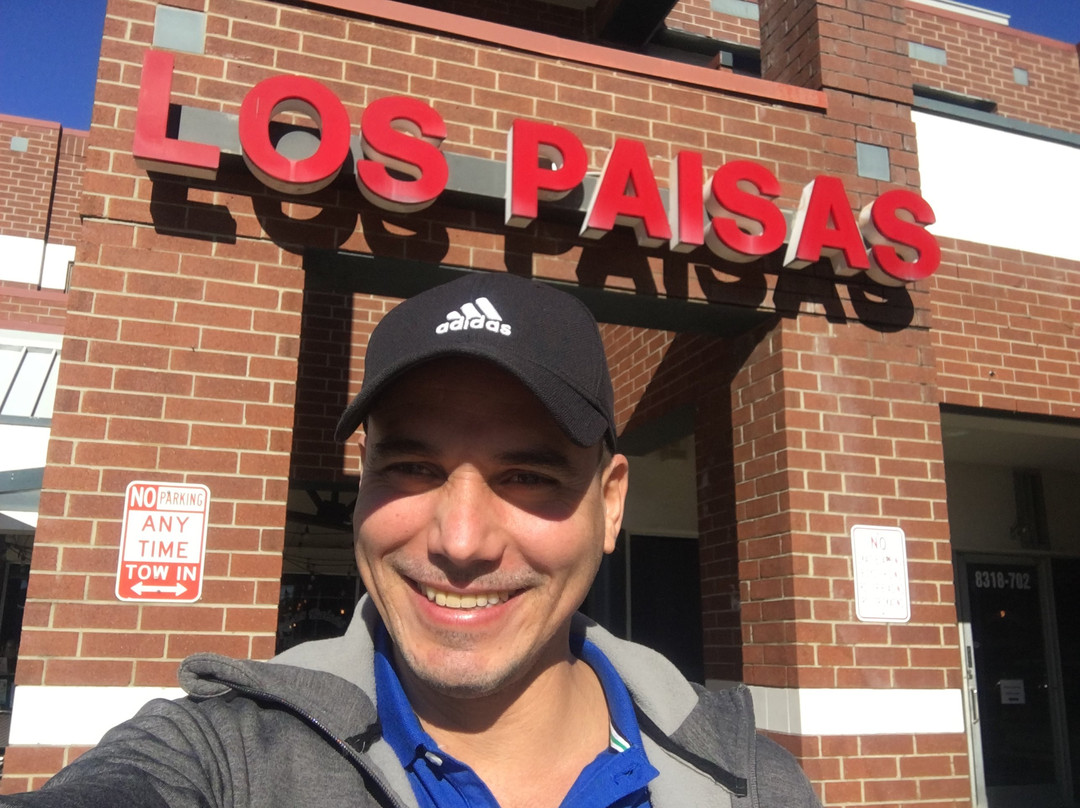 LOS PAISAS
adidas
NO PARKING
ANY
TIME
TOW IN
NO
8318-702